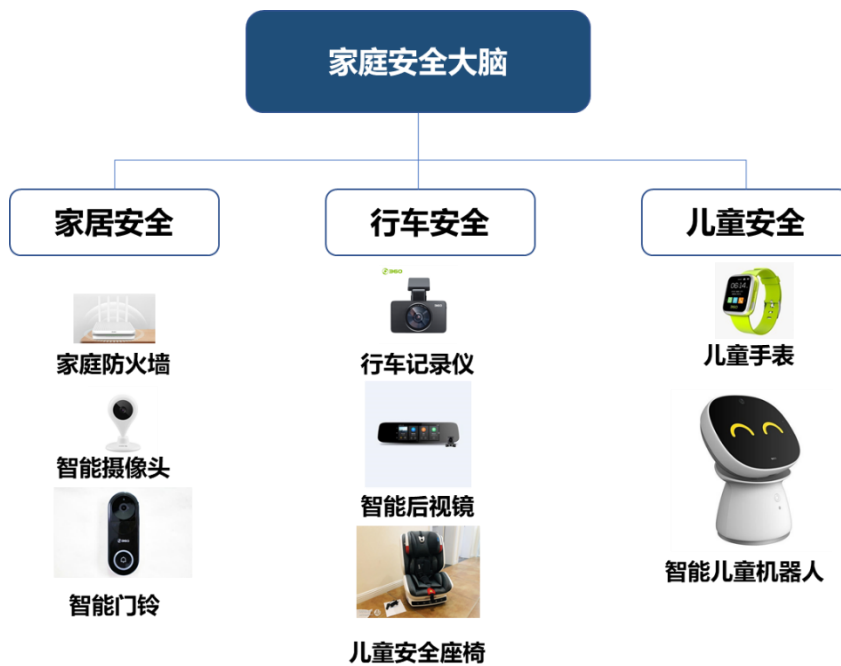 家庭安全大脑
家居安全
行车安全
儿童安全
360
家庭防火墙
行车记录仪
儿童手表
智能摄像头
智能后视镜
智能门铃
儿童安全座椅
智能儿童机器人